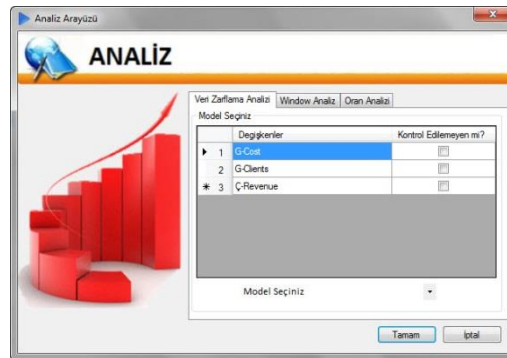 Analiz Arayüzü
ANALİZ
Veri Zarflama Analizi Window Analiz Oran Analizi
Model Seçiniz
Değişkenler Kontrol Edilemeyen mi?
1 G-Cost
2 G-Clients
* 3 Ç-Revenue
Model Seçiniz
Tamam İptal